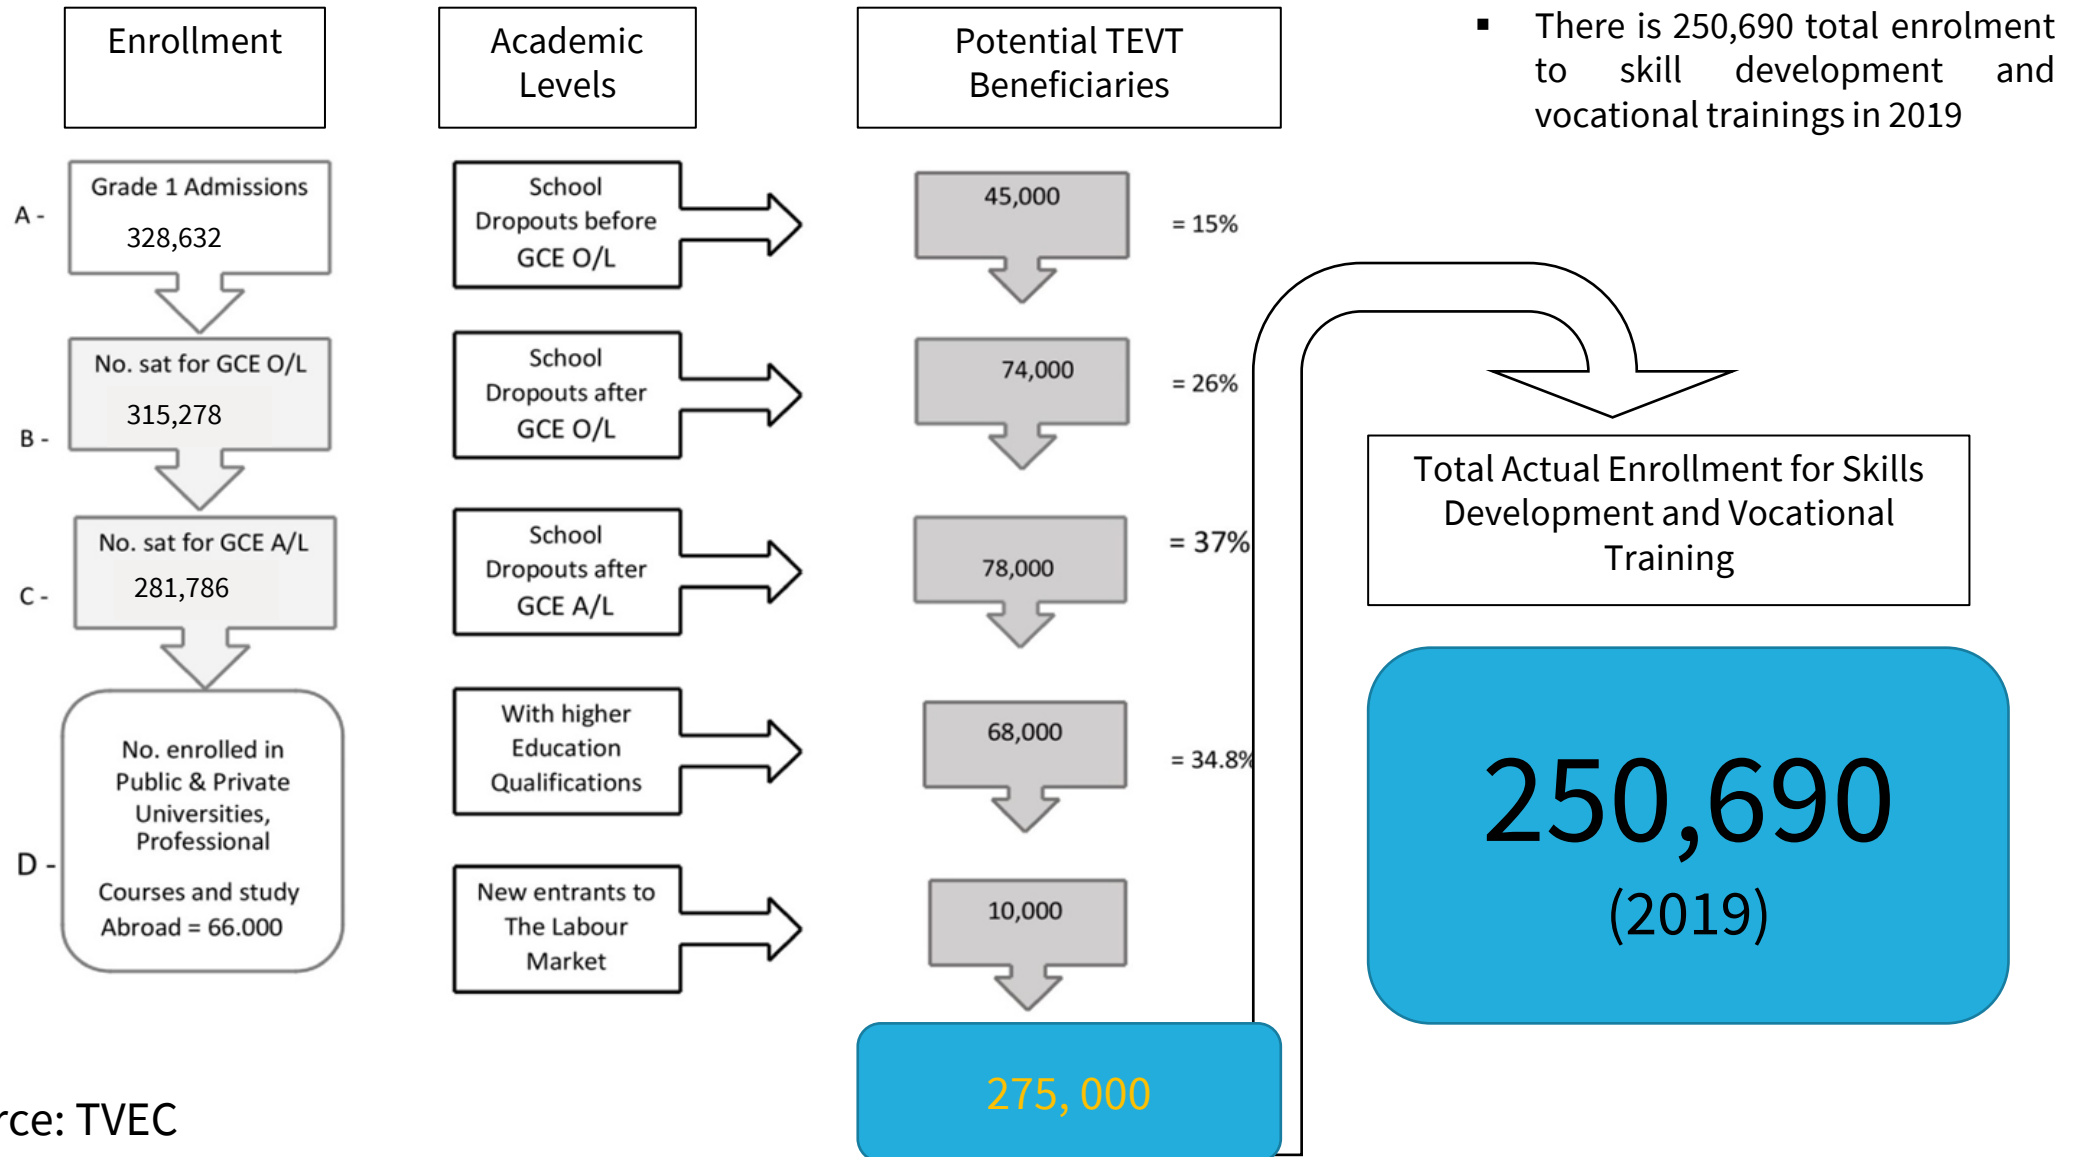 Enrollment
Academic
Levels
Potential TEVT
Beneficiaries
▪ There is 250,690 total enrolment
to skill development and
vocational trainings in 2019
A -
Grade 1 Admissions
328,632
School
Dropouts before
GCE O/L
45,000
= 15%
B -
No. sat for GCE O/L
315,278
School
Dropouts after
GCE O/L
74,000
= 26%
C -
No. sat for GCE A/L
281,786
School
Dropouts after
GCE A/L
78,000
= 37%
D -
No. enrolled in
Public & Private
Universities,
Professional
Courses and study
Abroad = 66.000
With higher
Education
Qualifications
68,000
= 34.8%
New entrants to
The Labour
Market
10,000
275, 000
Total Actual Enrollment for Skills
Development and Vocational
Training
250,690
(2019)
rce: TVEC